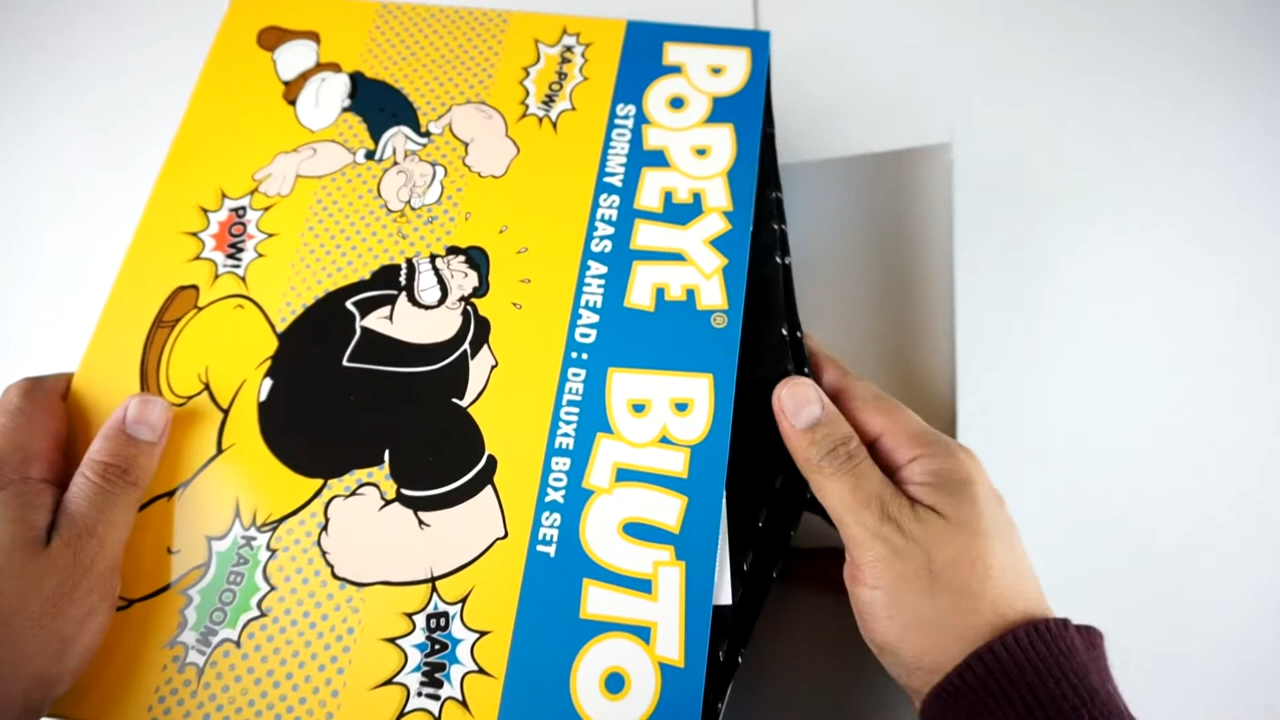 POPEYE® BLUTO
STORMY SEAS AHEAD : DELUXE BOX SET
KA-POW!
POW!
BAM!
KABOOM!